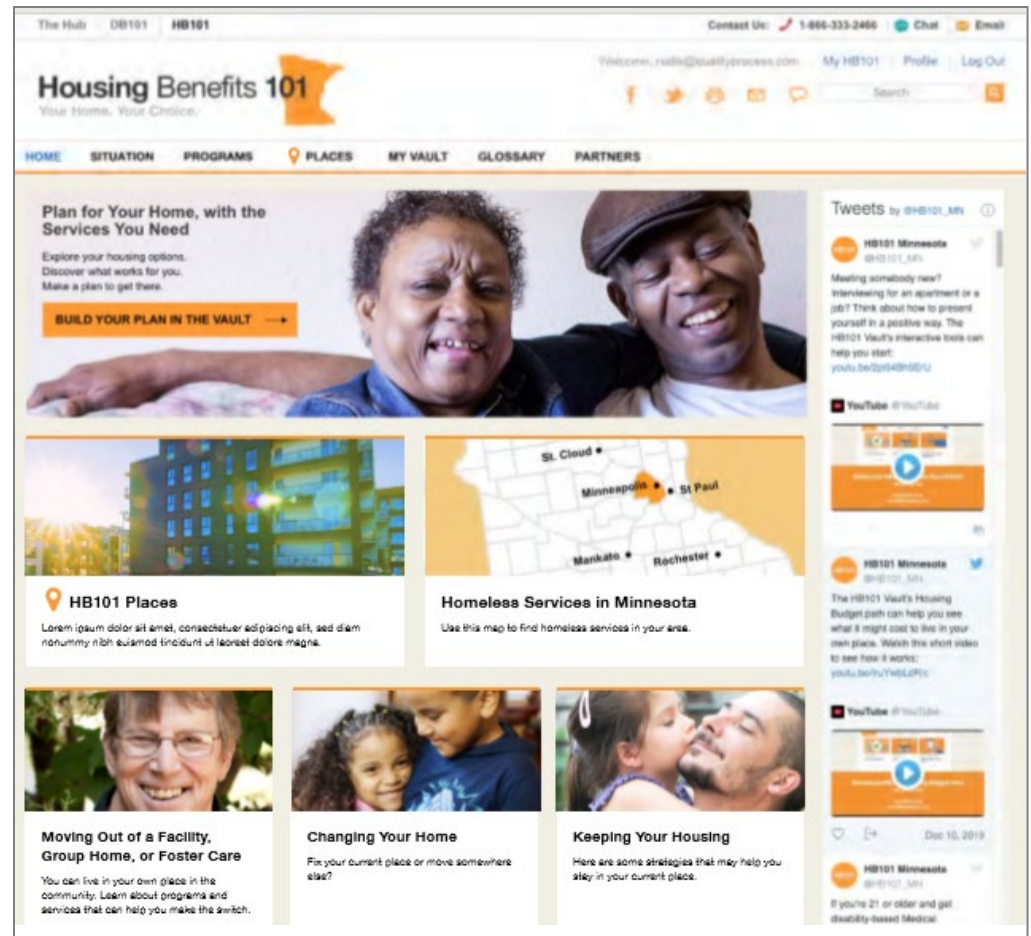 The Hub DB101 HB101
Contact Us: 1-866-333-2466 Chat Email
Housing Benefits 101
Your Home. Your Choice.
Welcome, My HB101 Profile Log Out
Search
HOME SITUATION PROGRAMS PLACES MY VAULT GLOSSARY PARTNERS
Plan for Your Home, with the
Services You Need
Explore your housing options.
Discover what works for you.
Make a plan to get there.
BUILD YOUR PLAN IN THE VAULT
St. Cloud
Minneapolis
St Paul
Mankato
Rochester
HB101 Places
Lorem ipsum dolor sit amet, consectetuer adipiscing elit, sed diam
nonummy nibh euismod tincidunt ut laoreet dolore magna.
Homeless Services in Minnesota
Use this map to find homeless services in your area.
Moving Out of a Facility,
Group Home, or Foster Care
You can live in your own place in the
community. Learn about programs and
services that can help you make the switch.
Changing Your Home
Fix your current place or move somewhere
else?
Keeping Your Housing
Here are some strategies that may help you
stay in your current place.
Tweets by @HB101_MN
HB101 Minnesota
@HB101_MN
Meeting somebody new?
Interviewing for an apartment or a
job? Think about how to present
yourself in a positive way. The
HB101 Vault's interactive tools can
help you start:
YouTube @YouTube
HB101 Minnesota
@HB101_MN
The HB101 Vault's Housing
Budget path can help you see
what it might cost to live in your
own place. Watch this short video
to see how it works:
YouTube @YouTube
Dec 10, 2019
HB101 Minnesota
@HB101_MN
If you're 21 or older and get
disability-based Medical